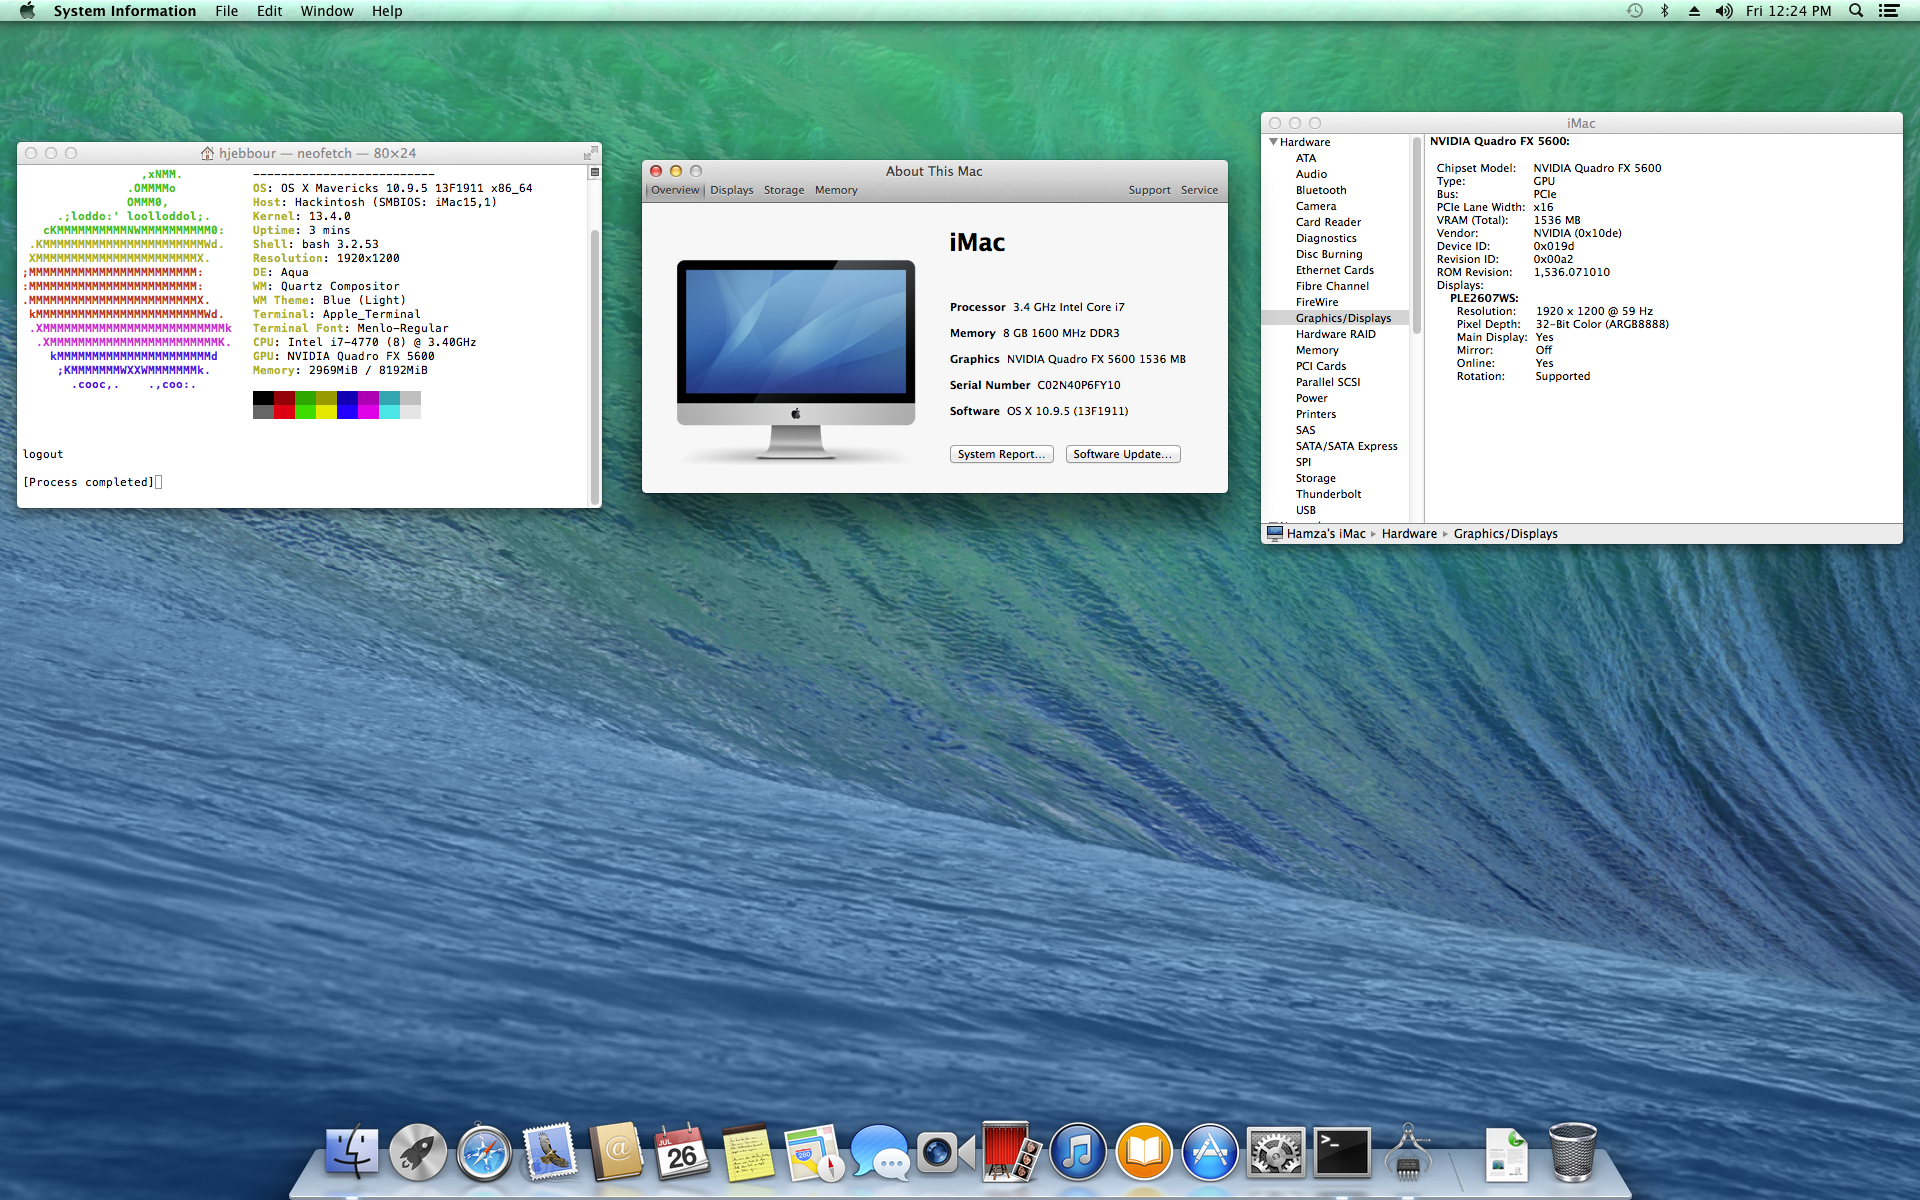 System Information File Edit Window Help
Fri 12:24 PM
hjebbour — neofetch — 80×24
,xNMM. --------------------------
.OMMMMo OS: OS X Mavericks 10.9.5 13F1911 x86_64
OMMM0, Host: Hackintosh (SMBIOS: iMac15,1)
.;loddo:' loolloddol;. Kernel: 13.4.0
cKMMMMMMMMMMNWMMMMMMMMMM0: Uptime: 3 mins
.KMMMMMMMMMMMMMMMMMMMMMMMWd. Shell: bash 3.2.53
XMMMMMMMMMMMMMMMMMMMMMMMX. Resolution: 1920x1200
;MMMMMMMMMMMMMMMMMMMMMMMM: DE: Aqua
:MMMMMMMMMMMMMMMMMMMMMMMM: WM: Quartz Compositor
.MMMMMMMMMMMMMMMMMMMMMMMMX. WM Theme: Blue (Light)
kMMMMMMMMMMMMMMMMMMMMMMMMWd. Terminal: Apple_Terminal
.XMMMMMMMMMMMMMMMMMMMMMMMMMMk Terminal Font: Menlo-Regular
.XMMMMMMMMMMMMMMMMMMMMMMMMK. CPU: Intel i7-4770 (8) @ 3.40GHz
kMMMMMMMMMMMMMMMMMMMMMMd GPU: NVIDIA Quadro FX 5600
;KMMMMMMMWXXWMMMMMMMk. Memory: 2969MiB / 8192MiB
.cooc,. .,coo:.
logout
[Process completed]
About This Mac
Overview Displays Storage Memory Support Service
iMac
Processor 3.4 GHz Intel Core i7
Memory 8 GB 1600 MHz DDR3
Graphics NVIDIA Quadro FX 5600 1536 MB
Serial Number C02N40P6FY10
Software OS X 10.9.5 (13F1911)
System Report... Software Update...
iMac
Hardware
ATA
Audio
Bluetooth
Camera
Card Reader
Diagnostics
Disc Burning
Ethernet Cards
Fibre Channel
FireWire
Graphics/Displays
Hardware RAID
Memory
PCI Cards
Parallel SCSI
Power
Printers
SAS
SATA/SATA Express
SPI
Storage
Thunderbolt
USB
NVIDIA Quadro FX 5600:
Chipset Model: NVIDIA Quadro FX 5600
Type: GPU
Bus: PCIe
PCIe Lane Width: x16
VRAM (Total): 1536 MB
Vendor: NVIDIA (0x10de)
Device ID: 0x019d
Revision ID: 0x00a2
ROM Revision: 1,536.071010
Displays:
PLE2607WS:
Resolution: 1920 x 1200 @ 59 Hz
Pixel Depth: 32-Bit Color (ARGB8888)
Main Display: Yes
Mirror: Off
Online: Yes
Rotation: Supported
Hamza's iMac ▸ Hardware ▸ Graphics/Displays
JUL
26
280